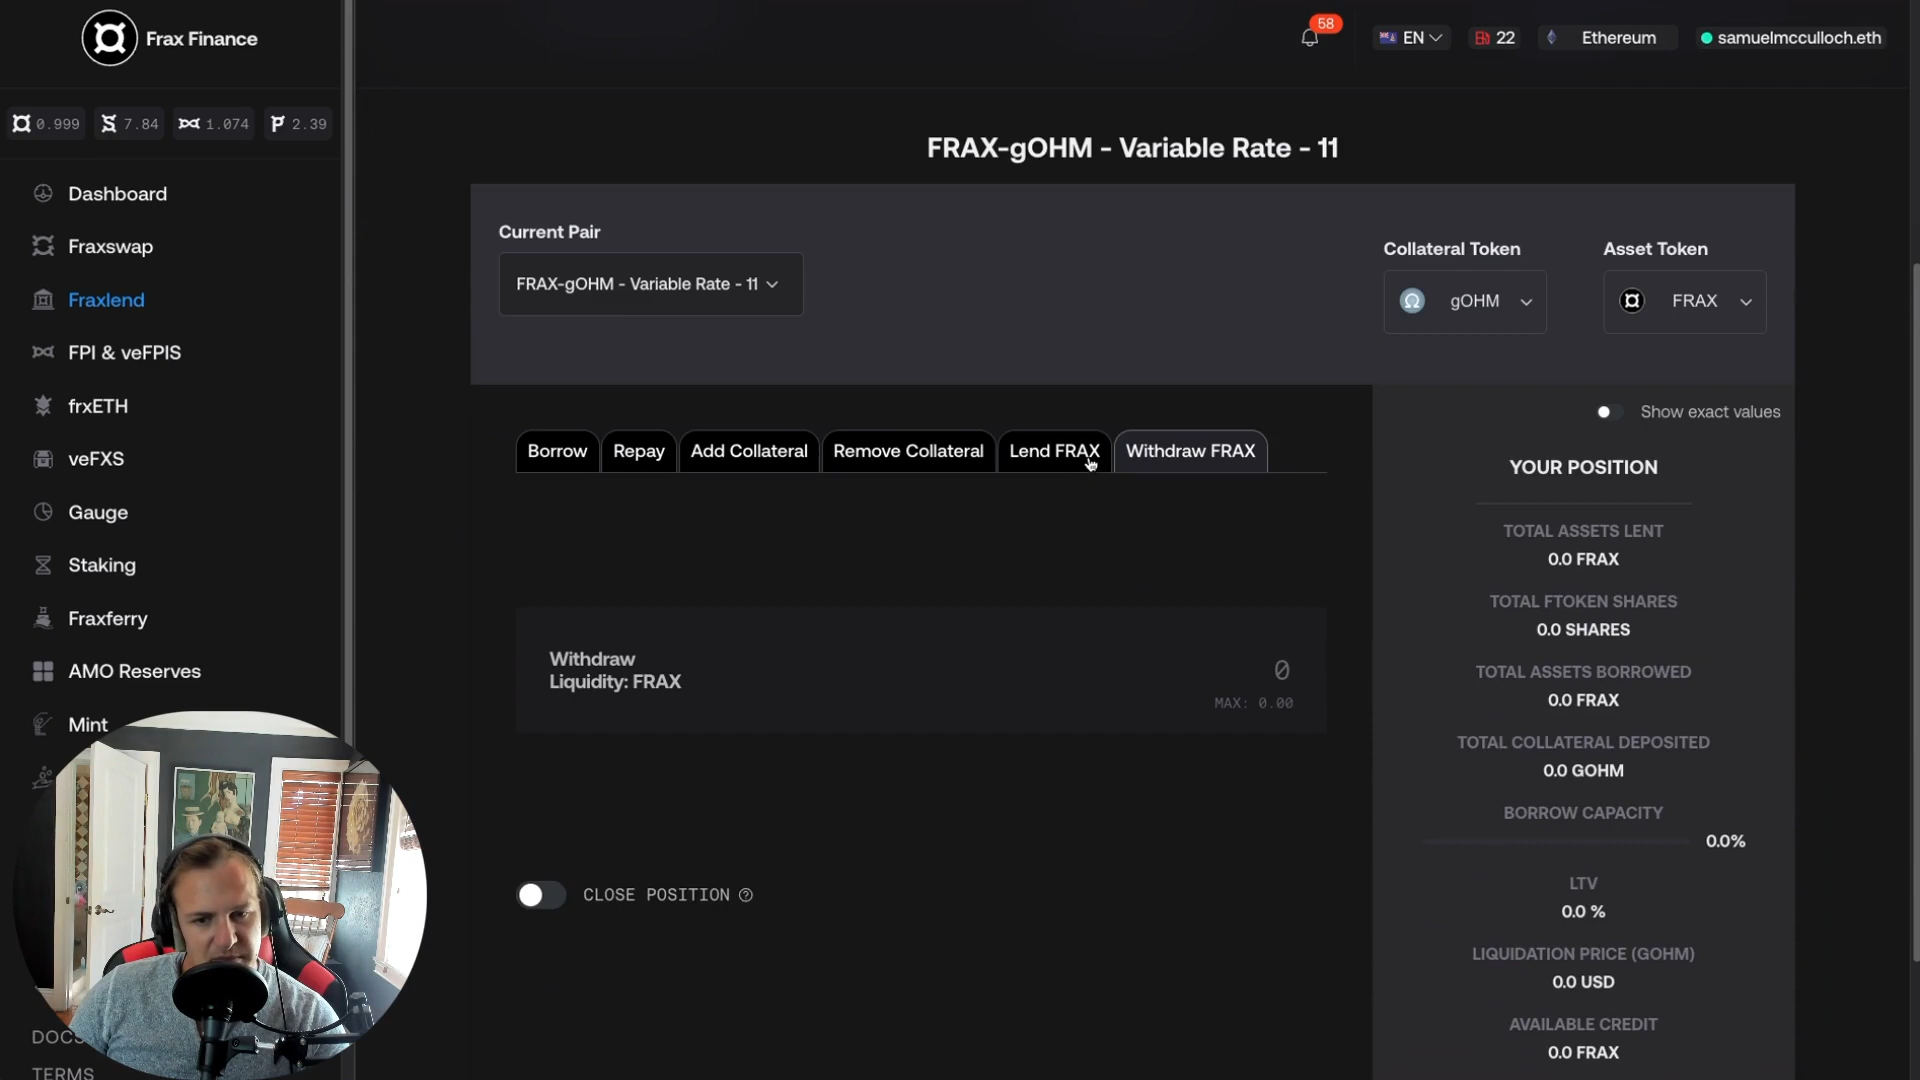 Frax Finance
58
EN
22
Ethereum
samuelmcculloch.eth
0.999
7.84
1.074
2.39
Dashboard
Fraxswap
Fraxlend
FPI & veFPIS
frxETH
veFXS
Gauge
Staking
Fraxferry
AMO Reserves
Mint
DOCS
TERMS
FRAX-gOHM - Variable Rate - 11
Current Pair
FRAX-gOHM - Variable Rate - 11
Collateral Token
gOHM
Asset Token
FRAX
Borrow
Repay
Add Collateral
Remove Collateral
Lend FRAX
Withdraw FRAX
Withdraw
Liquidity: FRAX
0
MAX: 0.00
CLOSE POSITION
Show exact values
YOUR POSITION
TOTAL ASSETS LENT
0.0 FRAX
TOTAL FTOKEN SHARES
0.0 SHARES
TOTAL ASSETS BORROWED
0.0 FRAX
TOTAL COLLATERAL DEPOSITED
0.0 GOHM
BORROW CAPACITY
0.0%
LTV
0.0 %
LIQUIDATION PRICE (GOHM)
0.0 USD
AVAILABLE CREDIT
0.0 FRAX